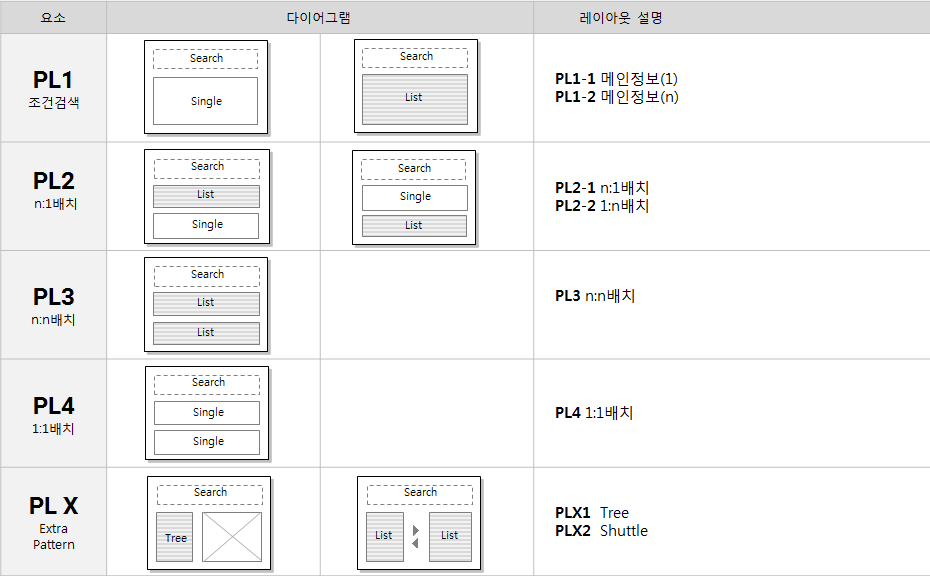 요소
다이어그램
레이아웃 설명
PL1
조건검색
Search
Single
Search
List
PL1-1 메인정보(1)
PL1-2 메인정보(n)
PL2
n:1배치
Search
List
Single
Search
Single
List
PL2-1 n:1배치
PL2-2 1:n배치
PL3
n:n배치
Search
List
List
PL3 n:n배치
PL4
1:1배치
Search
Single
Single
PL4 1:1배치
PL X
Extra
Pattern
Search
Tree
Search
List
List
PLX1 Tree
PLX2 Shuttle